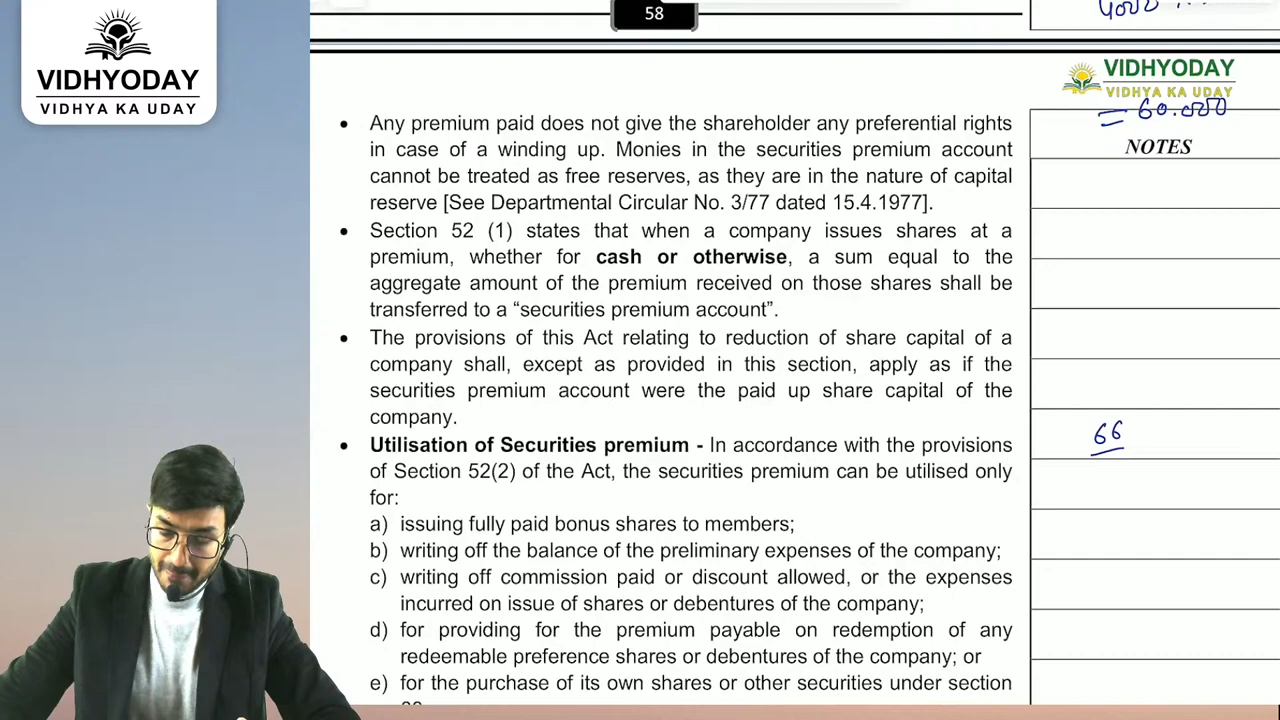 58
VIDHYODAY
VIDHYA KA UDAY
VIDHYODAY
VIDHYA KA UDAY
= 60.000
NOTES
• Any premium paid does not give the shareholder any preferential rights
in case of a winding up. Monies in the securities premium account
cannot be treated as free reserves, as they are in the nature of capital
reserve [See Departmental Circular No. 3/77 dated 15.4.1977].
• Section 52 (1) states that when a company issues shares at a
premium, whether for cash or otherwise, a sum equal to the
aggregate amount of the premium received on those shares shall be
transferred to a “securities premium account”.
• The provisions of this Act relating to reduction of share capital of a
company shall, except as provided in this section, apply as if the
securities premium account were the paid up share capital of the
company.
66
• Utilisation of Securities premium - In accordance with the provisions
of Section 52(2) of the Act, the securities premium can be utilised only
for:
a) issuing fully paid bonus shares to members;
b) writing off the balance of the preliminary expenses of the company;
c) writing off commission paid or discount allowed, or the expenses
incurred on issue of shares or debentures of the company;
d) for providing for the premium payable on redemption of any
redeemable preference shares or debentures of the company; or
e) for the purchase of its own shares or other securities under section